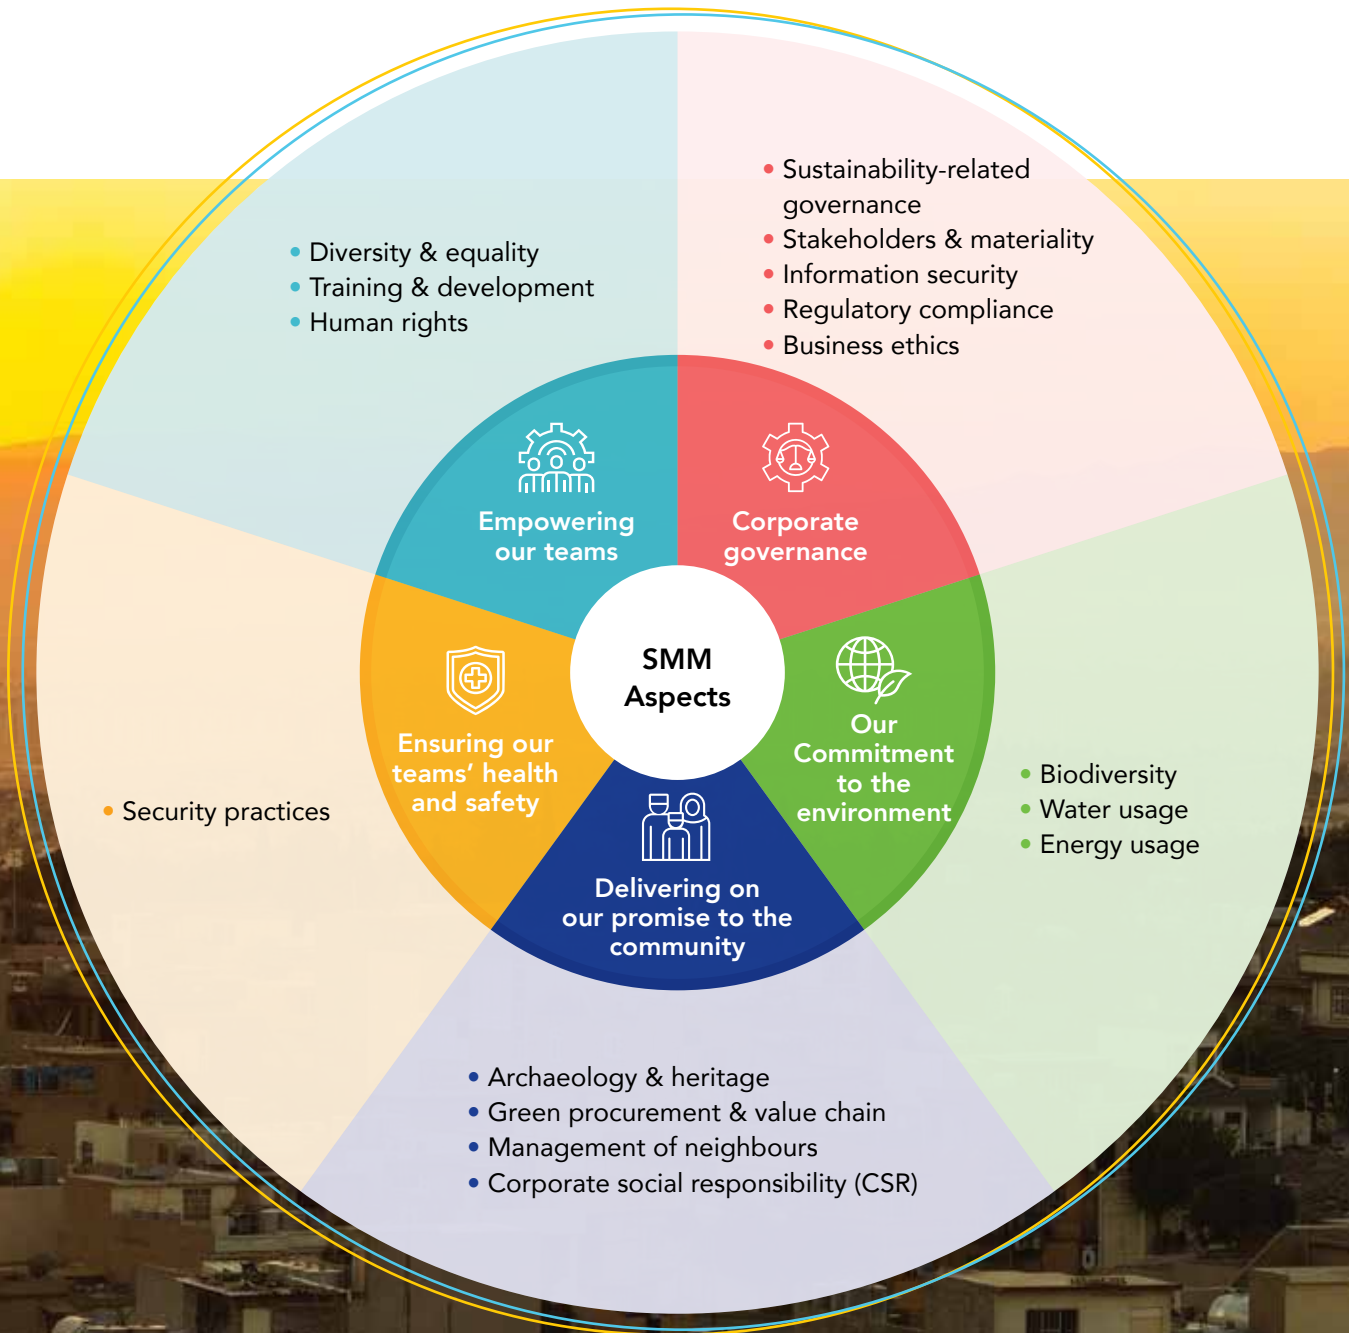 • Sustainability-related
governance
• Stakeholders & materiality
• Information security
• Regulatory compliance
• Business ethics
• Diversity & equality
• Training & development
• Human rights
Empowering
our teams
Corporate
governance
SMM
Aspects
Ensuring our
teams’ health
and safety
Our
Commitment
to the
environment
• Security practices
• Biodiversity
• Water usage
• Energy usage
Delivering on
our promise to the
community
• Archaeology & heritage
• Green procurement & value chain
• Management of neighbours
• Corporate social responsibility (CSR)